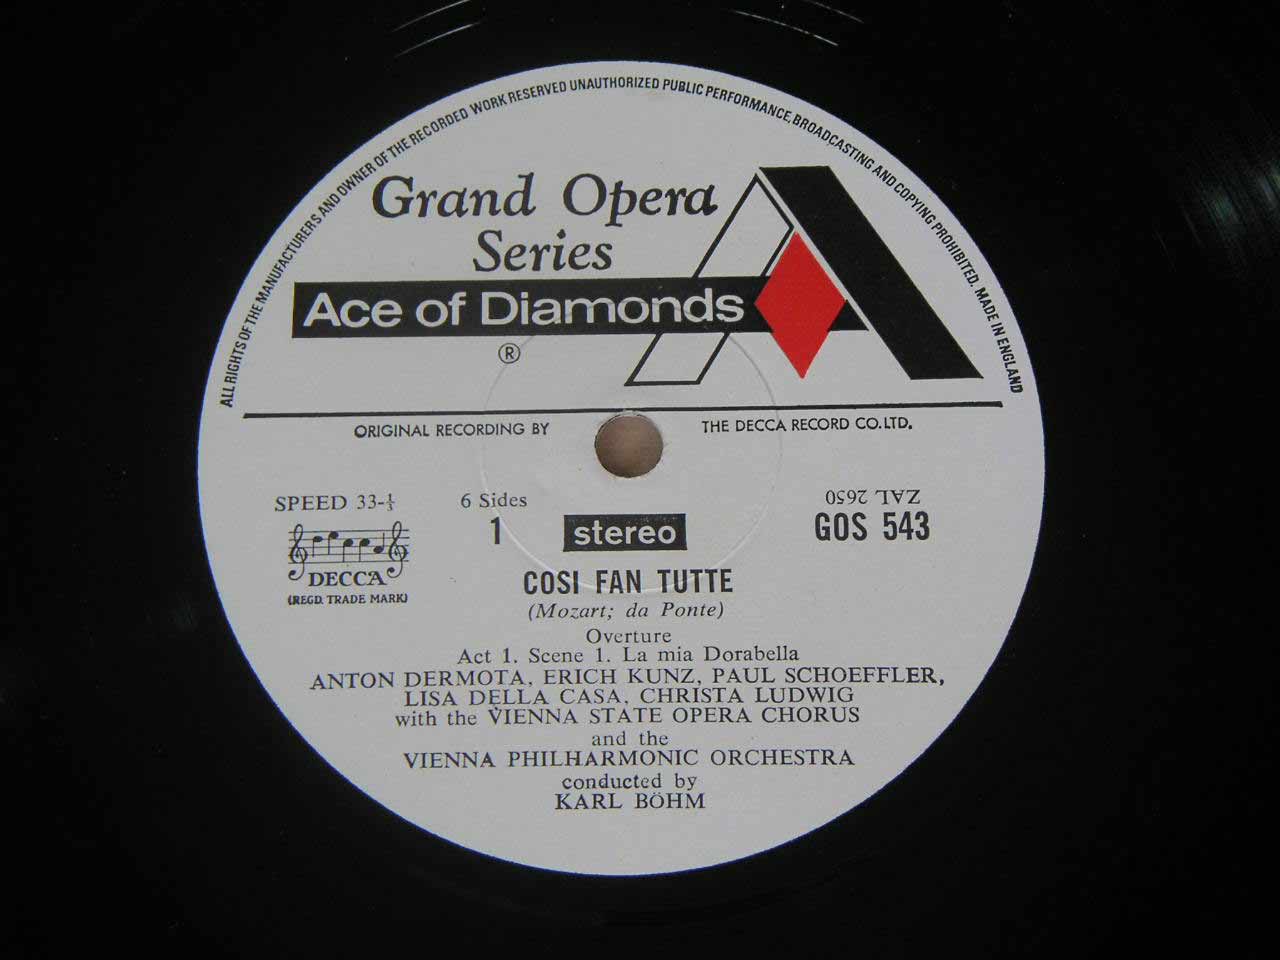 ALL RIGHTS OF THE MANUFACTURERS AND OWNER OF THE RECORDED WORK RESERVED UNAUTHORIZED PUBLIC PERFORMANCE, BROADCASTING AND COPYING PROHIBITED. MADE IN ENGLAND
Grand Opera
Series
Ace of Diamonds
®
ORIGINAL RECORDING BY THE DECCA RECORD CO. LTD.
SPEED 33-⅓ 6 Sides ZAL 2650
1 stereo GOS 543
DECCA
(REGD. TRADE MARK)
COSI FAN TUTTE
(Mozart; da Ponte)
Overture
Act 1. Scene 1. La mia Dorabella
ANTON DERMOTA, ERICH KUNZ, PAUL SCHOEFFLER,
LISA DELLA CASA, CHRISTA LUDWIG
with the VIENNA STATE OPERA CHORUS
and the
VIENNA PHILHARMONIC ORCHESTRA
conducted by
KARL BÖHM